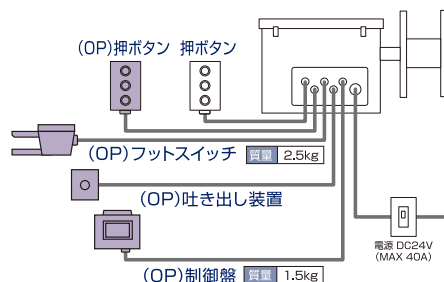 (OP)押ボタン 押ボタン
(OP)フットスイッチ 質量 2.5kg
(OP)吐き出し装置
電源 DC24V
(MAX 40A)
(OP)制御盤 質量 1.5kg